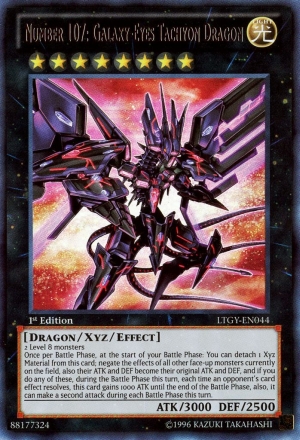 NUMBER 107: GALAXY-EYES TACHYON DRAGON
1st Edition
LTGY-EN044
[DRAGON/XYZ/EFFECT]
2 Level 8 monsters
Once per Battle Phase, at the start of your Battle Phase: You can detach 1 Xyz
Material from this card; negate the effects of all other face-up monsters currently
on the field, also their ATK and DEF become their original ATK and DEF, and if you
do any of these, during the Battle Phase this turn, each time an opponent's card
effect resolves, this card gains 1000 ATK until the end of the Battle Phase, also, it
can make a second attack during each Battle Phase this turn.
ATK/3000 DEF/2500
88177324
©1996 KAZUKI TAKAHASHI